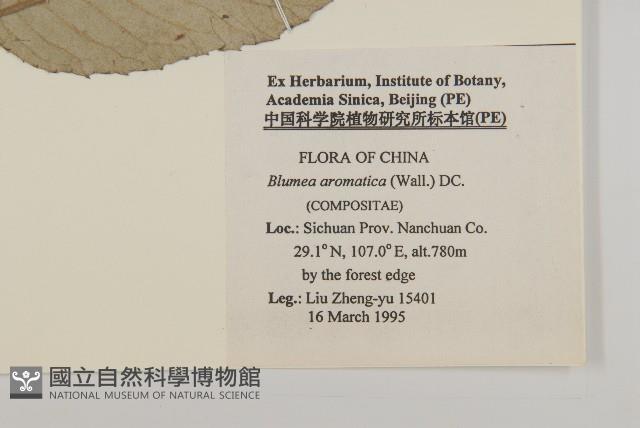 Ex Herbarium, Institute of Botany,
Academia Sinica, Beijing (PE)
中国科学院植物研究所标本馆(PE)
FLORA OF CHINA
Blumea aromatica (Wall.) DC.
(COMPOSITAE)
Loc.: Sichuan Prov. Nanchuan Co.
29.1° N, 107.0° E, alt.780m
by the forest edge
Leg.: Liu Zheng-yu 15401
16 March 1995
國立自然科學博物館
NATIONAL MUSEUM OF NATURAL SCIENCE